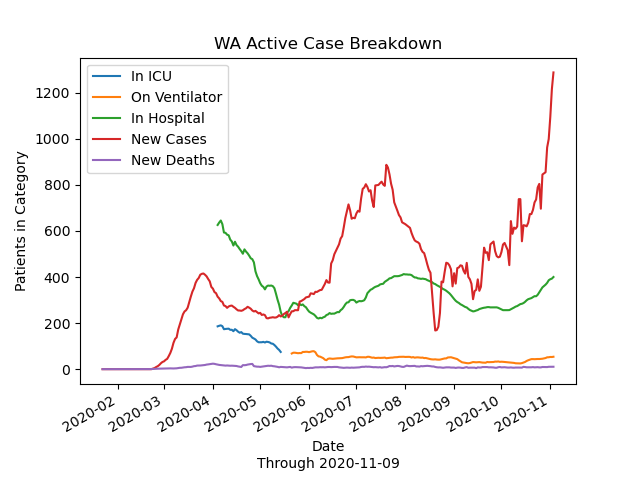 WA Active Case Breakdown
In ICU
On Ventilator
In Hospital
New Cases
New Deaths
Patients in Category
1200
1000
800
600
400
200
0
2020-02
2020-03
2020-04
2020-05
2020-06
2020-07
2020-08
2020-09
2020-10
2020-11
Date
Through 2020-11-09